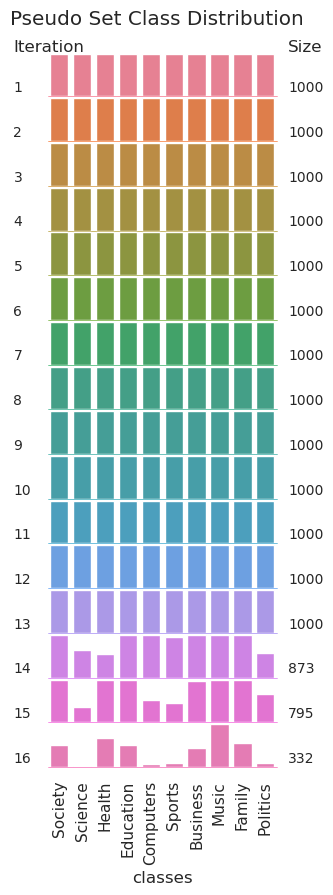 Pseudo Set Class Distribution
Iteration Size
1 1000
2 1000
3 1000
4 1000
5 1000
6 1000
7 1000
8 1000
9 1000
10 1000
11 1000
12 1000
13 1000
14 873
15 795
16 332
Society
Science
Health
Education
Computers
Sports
Business
Music
Family
Politics
classes